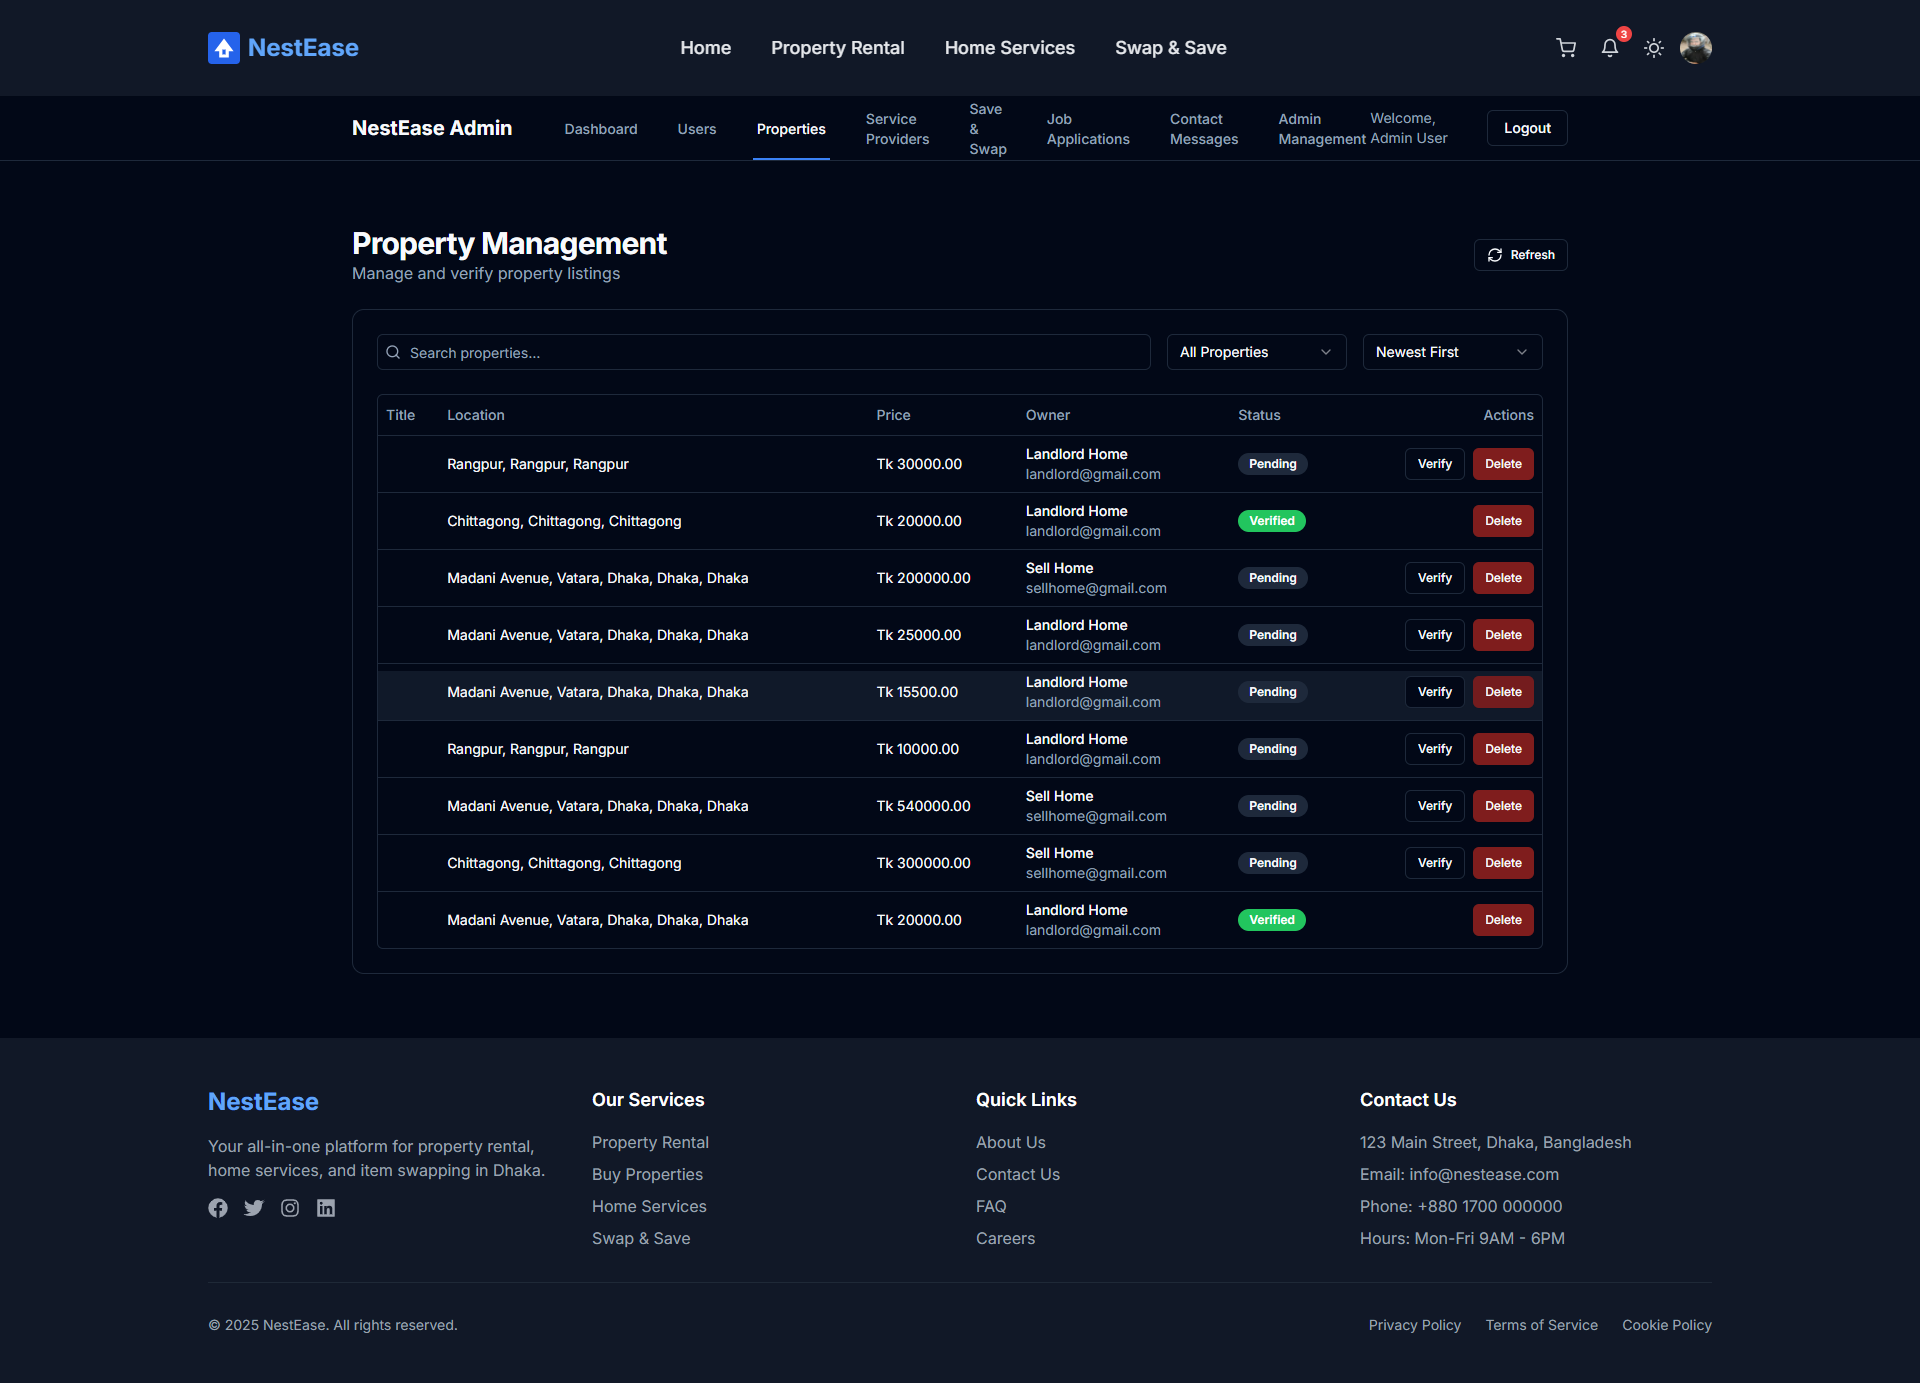 NestEase
Home Property Rental Home Services Swap & Save
3
NestEase Admin
Dashboard
Users
Properties
Service
Providers
Save
&
Swap
Job
Applications
Contact
Messages
Admin
Management
Welcome,
Admin User
Logout
Property Management
Manage and verify property listings
Refresh
Search properties...
All Properties
Newest First
Title Location Price Owner Status Actions
Rangpur, Rangpur, Rangpur Tk 30000.00 Landlord Home Pending Verify Delete
landlord@gmail.com
Chittagong, Chittagong, Chittagong Tk 20000.00 Landlord Home Verified Delete
landlord@gmail.com
Madani Avenue, Vatara, Dhaka, Dhaka, Dhaka Tk 200000.00 Sell Home Pending Verify Delete
sellhome@gmail.com
Madani Avenue, Vatara, Dhaka, Dhaka, Dhaka Tk 25000.00 Landlord Home Pending Verify Delete
landlord@gmail.com
Madani Avenue, Vatara, Dhaka, Dhaka, Dhaka Tk 15500.00 Landlord Home Pending Verify Delete
landlord@gmail.com
Rangpur, Rangpur, Rangpur Tk 10000.00 Landlord Home Pending Verify Delete
landlord@gmail.com
Madani Avenue, Vatara, Dhaka, Dhaka, Dhaka Tk 540000.00 Sell Home Pending Verify Delete
sellhome@gmail.com
Chittagong, Chittagong, Chittagong Tk 300000.00 Sell Home Pending Verify Delete
sellhome@gmail.com
Madani Avenue, Vatara, Dhaka, Dhaka, Dhaka Tk 20000.00 Landlord Home Verified Delete
landlord@gmail.com
NestEase
Your all-in-one platform for property rental,
home services, and item swapping in Dhaka.
Our Services
Property Rental
Buy Properties
Home Services
Swap & Save
Quick Links
About Us
Contact Us
FAQ
Careers
Contact Us
123 Main Street, Dhaka, Bangladesh
Email: info@nestease.com
Phone: +880 1700 000000
Hours: Mon-Fri 9AM - 6PM
© 2025 NestEase. All rights reserved.
Privacy Policy Terms of Service Cookie Policy